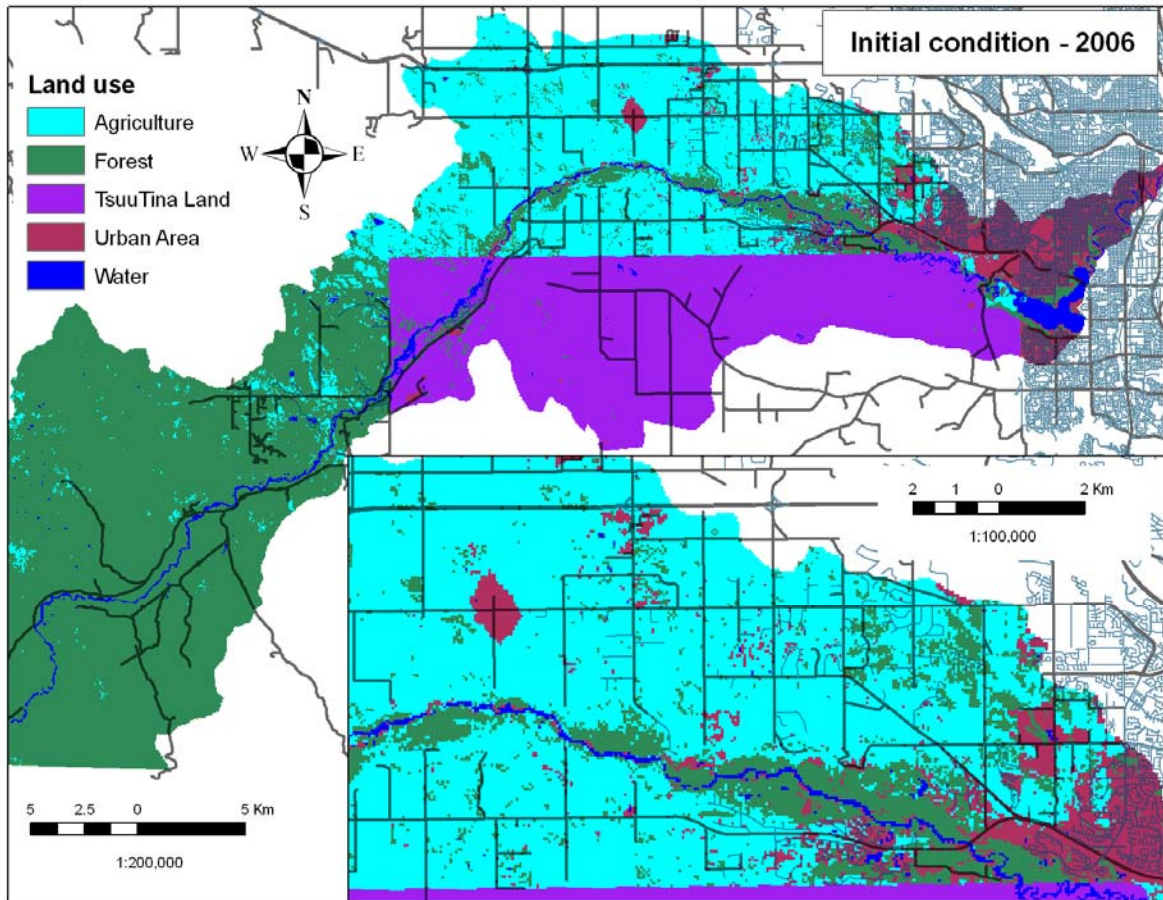 Initial condition - 2006
Land use
Agriculture
Forest
TsuuTina Land
Urban Area
Water
N
W E
S
2 1 0 2 Km
1:100,000
5 2.5 0 5 Km
1:200,000